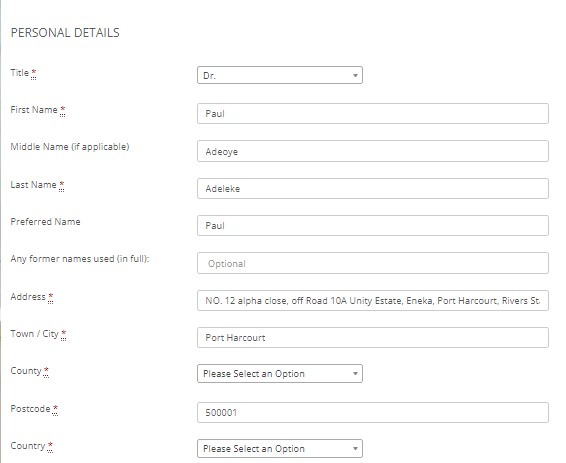 PERSONAL DETAILS
Title *
Dr.
First Name *
Paul
Middle Name (if applicable)
Adeoye
Last Name *
Adeleke
Preferred Name
Paul
Any former names used (in full):
Optional
Address *
NO. 12 alpha close, off Road 10A Unity Estate, Eneka, Port Harcourt, Rivers St
Town / City *
Port Harcourt
County *
Please Select an Option
Postcode *
500001
Country *
Please Select an Option